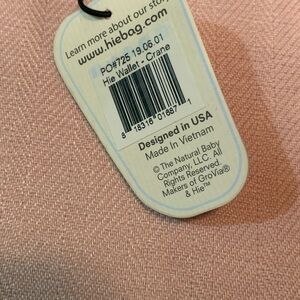 Learn more about our story
www.hiebag.com
PO#725 19.06.01
Hie Wallet - Crane
8 18316 01687 1
Designed in USA
Made in Vietnam
© The Natural Baby
Company, LLC. All
Rights Reserved.
Makers of GroVia®
& Hie™